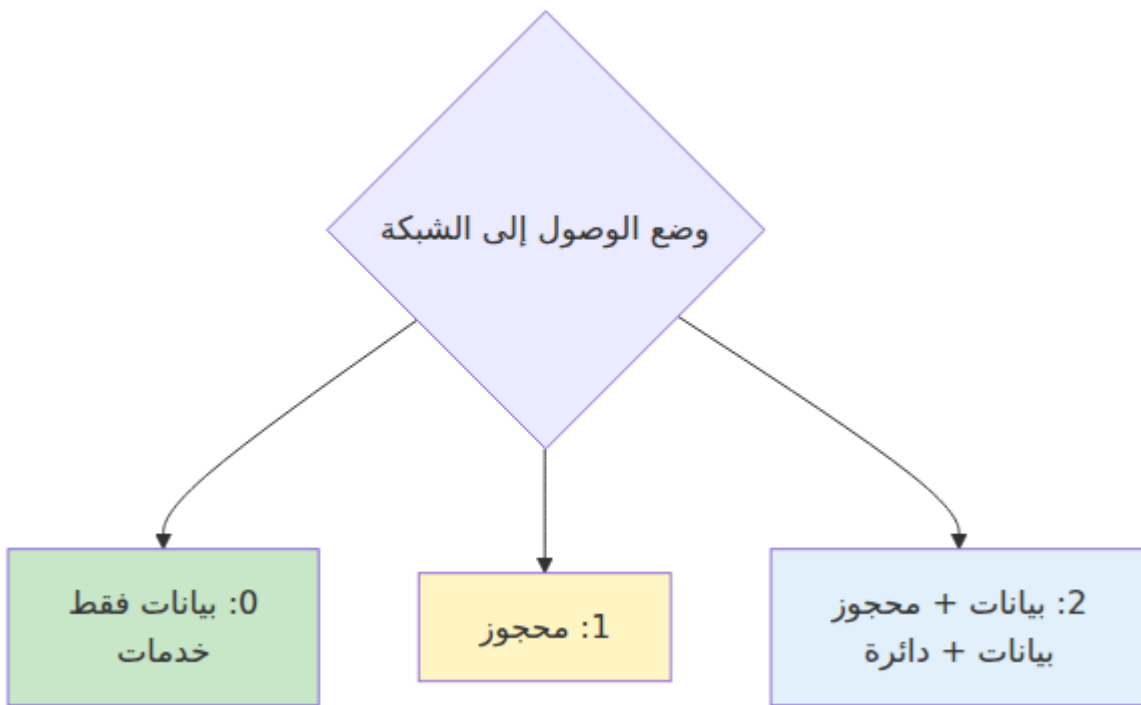 وضع الوصول إلى الشبكة
0: بيانات فقط
خدمات
1: محجوز
2: بيانات + محجوز
بيانات + دائرة